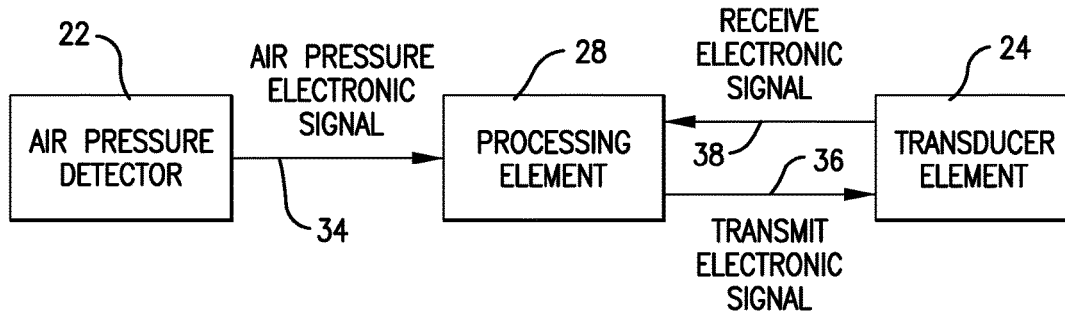 22
AIR PRESSURE
DETECTOR
AIR PRESSURE
ELECTRONIC
SIGNAL
34
28
PROCESSING
ELEMENT
RECEIVE
ELECTRONIC
SIGNAL
38
36
TRANSMIT
ELECTRONIC
SIGNAL
24
TRANSDUCER
ELEMENT